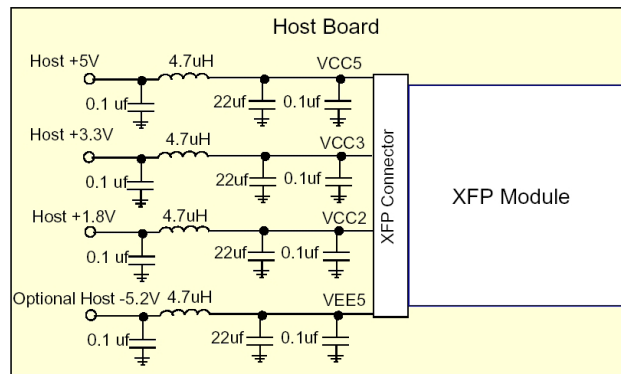 Host Board
Host +5V
4.7uH
VCC5
0.1 uf
22uf
0.1uf
Host +3.3V
4.7uH
VCC3
0.1 uf
22uf
0.1uf
Host +1.8V
4.7uH
VCC2
0.1 uf
22uf
0.1uf
Optional Host -5.2V
4.7uH
VEE5
0.1 uf
22uf
0.1uf
XFP Connector
XFP Module